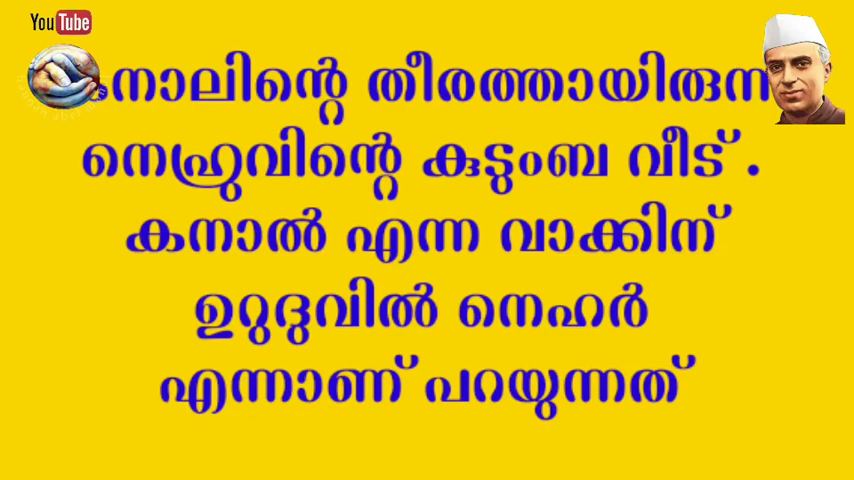 YouTube
നാലിന്റെ തീരത്തായിരുന്ന
നെഹ്രുവിന്റെ കുടുംബ വീട്.
കനാൽ എന്ന വാക്കിന്
ഉറുദുവിൽ നെഹർ
എന്നാണ് പറയുന്നത്